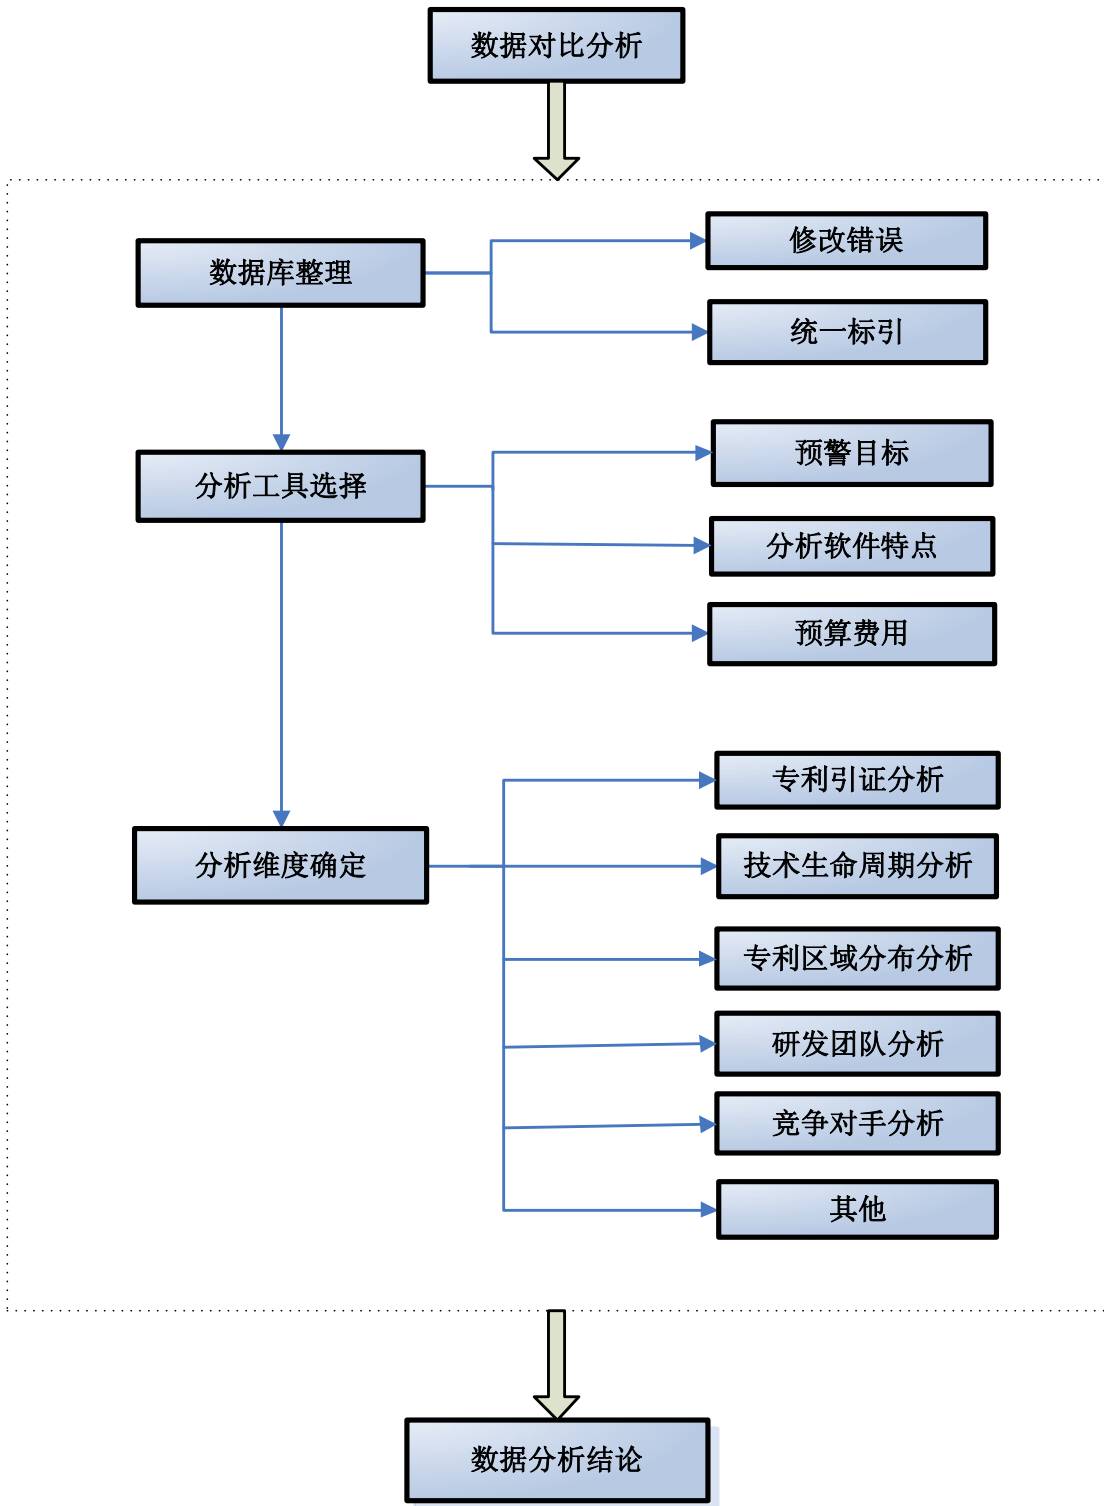 数据对比分析
数据库整理
修改错误
统一标引
分析工具选择
预警目标
分析软件特点
预算费用
分析维度确定
专利引证分析
技术生命周期分析
专利区域分布分析
研发团队分析
竞争对手分析
其他
数据分析结论